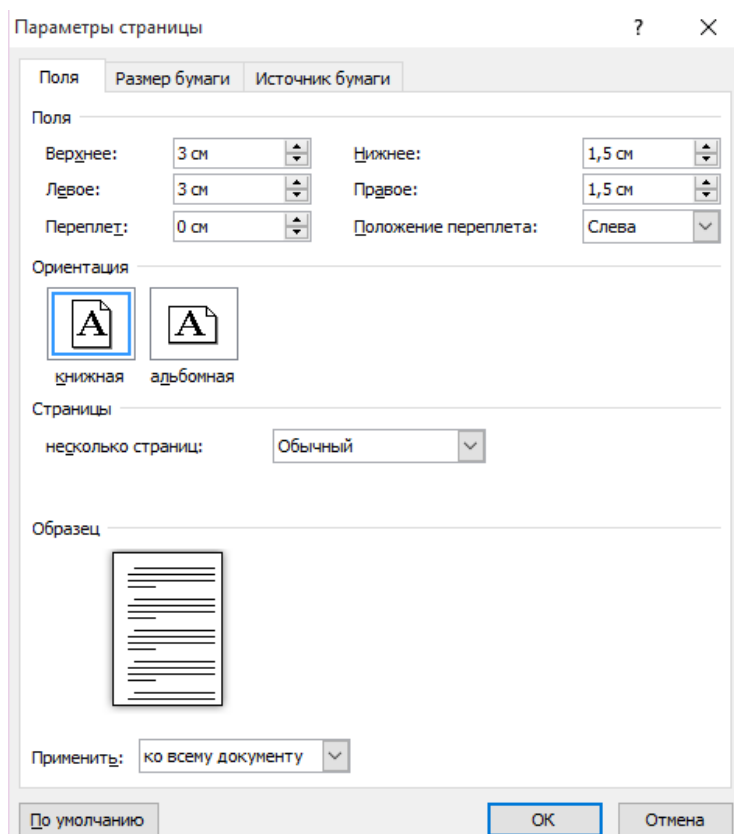 Параметры страницы ? ×
Поля Размер бумаги Источник бумаги
Поля
Верхнее: 3 см Нижнее: 1,5 см
Левое: 3 см Правое: 1,5 см
Переплет: 0 см Положение переплета: Слева
Ориентация
A A
книжная альбомная
Страницы
несколько страниц: Обычный
Образец
Применить: ко всему документу
По умолчанию ОК Отмена